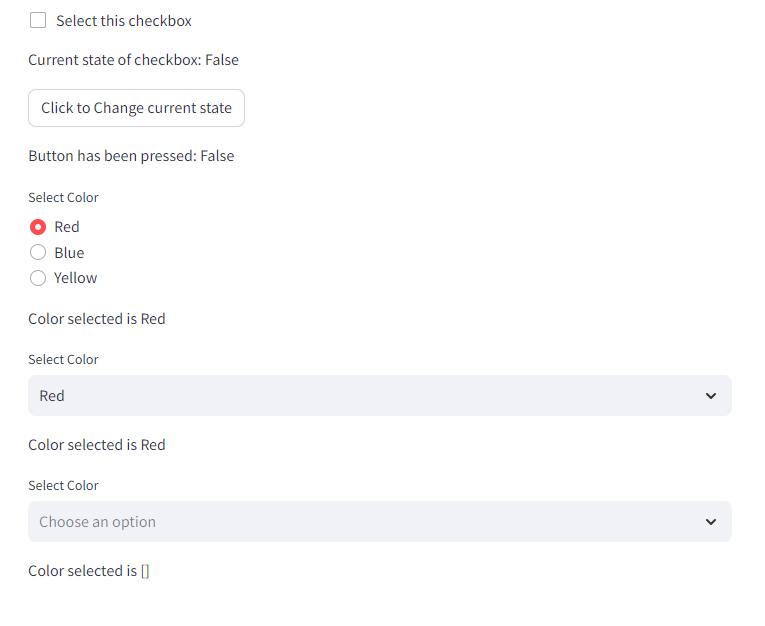 Select this checkbox
Current state of checkbox: False
Click to Change current state
Button has been pressed: False
Select Color
Red
Blue
Yellow
Color selected is Red
Select Color
Red
Color selected is Red
Select Color
Choose an option
Color selected is []